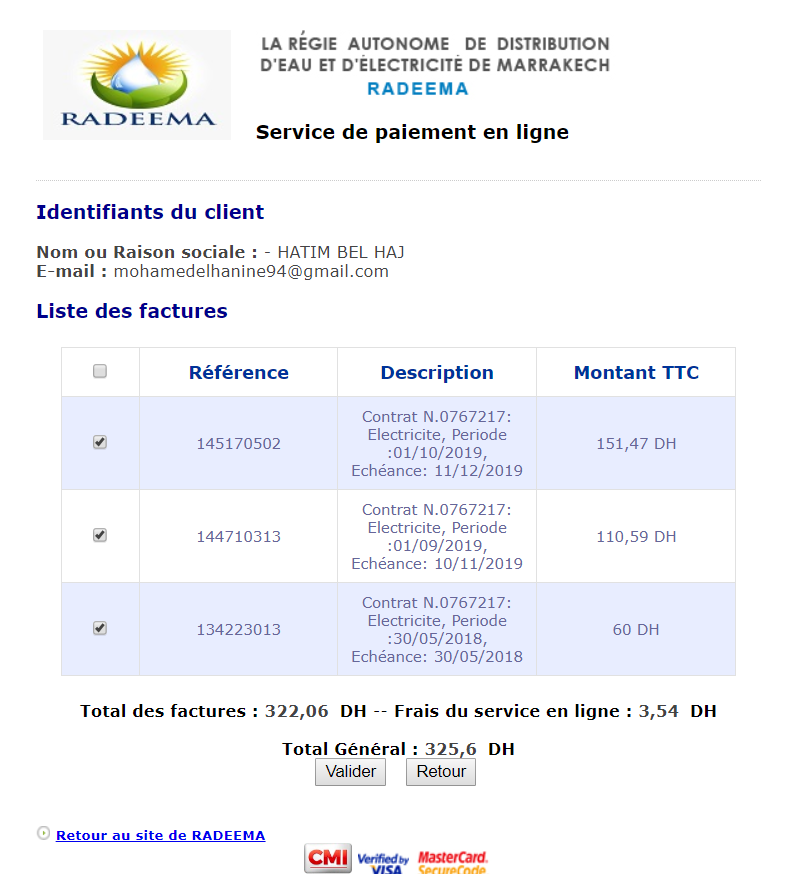 RADEEMA
LA RÉGIE AUTONOME DE DISTRIBUTION
D'EAU ET D'ÉLECTRICITÉ DE MARRAKECH
RADEEMA
Service de paiement en ligne
Identifiants du client
Nom ou Raison sociale : - HATIM BEL HAJ
E-mail : mohamedelhanine94@gmail.com
Liste des factures
Référence Description Montant TTC
Contrat N.0767217:
Electricite, Periode
145170502 :01/10/2019, 151,47 DH
Echéance: 11/12/2019
Contrat N.0767217:
Electricite, Periode
144710313 :01/09/2019, 110,59 DH
Echéance: 10/11/2019
Contrat N.0767217:
Electricite, Periode
134223013 :30/05/2018, 60 DH
Echéance: 30/05/2018
Total des factures : 322,06 DH -- Frais du service en ligne : 3,54 DH
Total Général : 325,6 DH
Valider Retour
Retour au site de RADEEMA
CMI Verified by VISA MasterCard. SecureCode